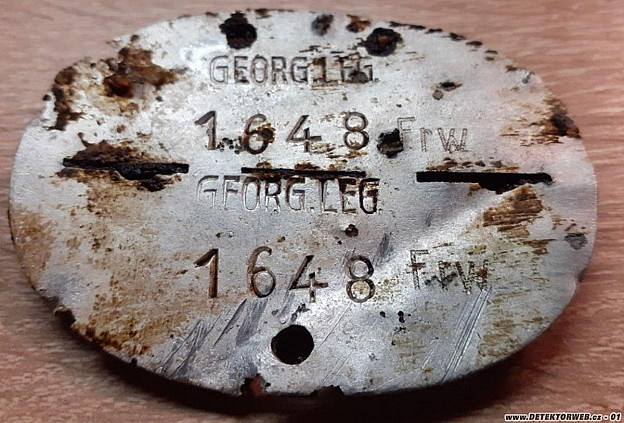 GEORG.LEG.
1648 Frw
GEORG.LEG.
1648 Frw
www.DETEKTORWEB.cz - 01